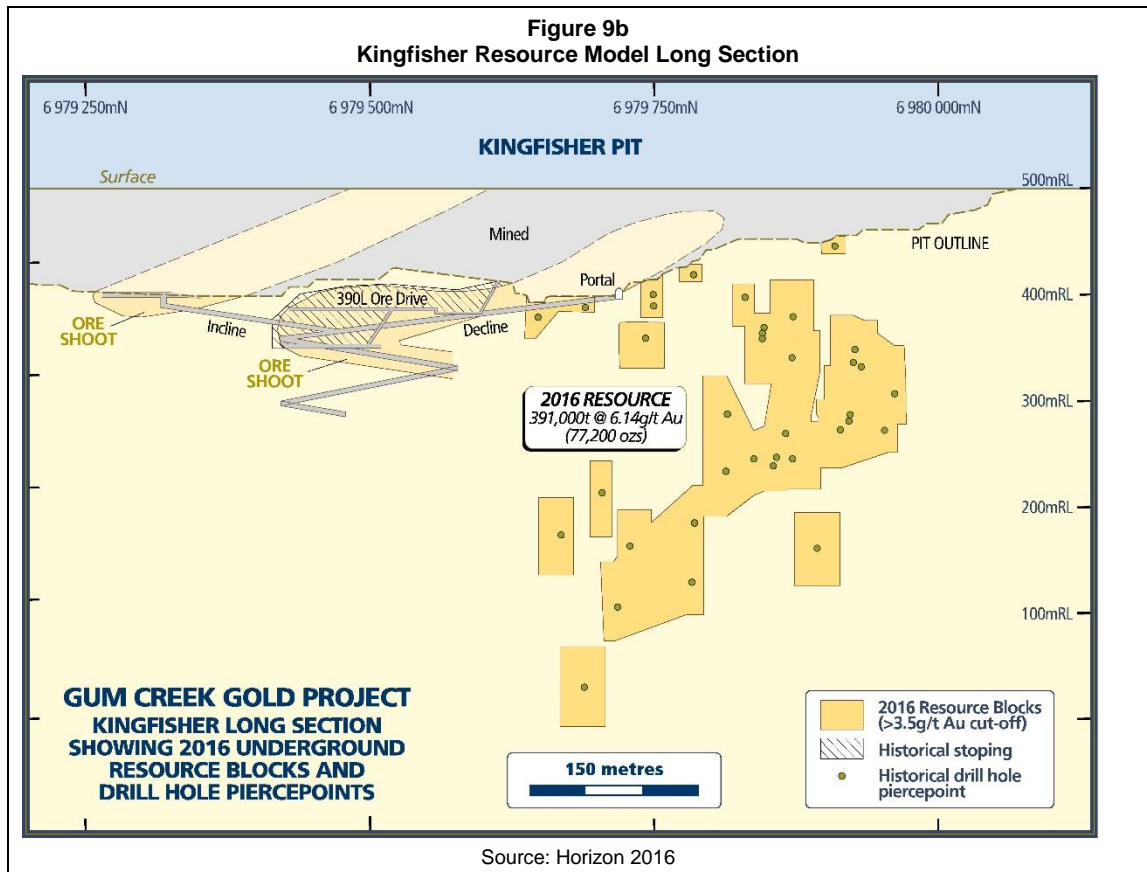 Figure 9b
Kingfisher Resource Model Long Section
6 979 250mN
6 979 500mN
6 979 750mN
6 980 000mN
KINGFISHER PIT
Surface
500mRL
Mined
PIT OUTLINE
Portal
390L Ore Drive
400mRL
ORE
SHOOT
Incline
Decline
ORE
SHOOT
2016 RESOURCE
391,000t @ 6.14g/t Au
(77,200 ozs)
300mRL
200mRL
100mRL
GUM CREEK GOLD PROJECT
KINGFISHER LONG SECTION
SHOWING 2016 UNDERGROUND
RESOURCE BLOCKS AND
DRILL HOLE PIERCEPOINTS
150 metres
2016 Resource Blocks
(>3.5g/t Au cut-off)
Historical stoping
Historical drill hole
piercepoint
Source: Horizon 2016